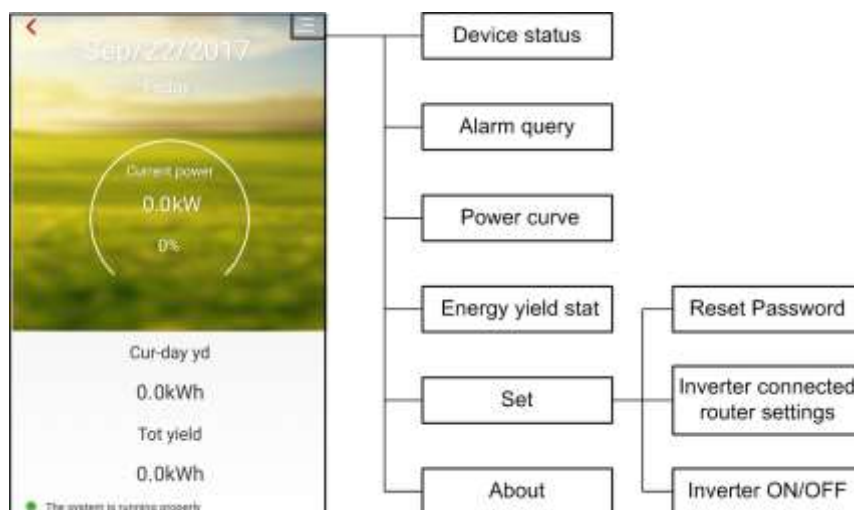 Sep/22/2017
Today
Current power
0.0kW
0%
Cur-day yd
0.0kWh
Tot yield
0.0kWh
The system is running properly
Device status
Alarm query
Power curve
Energy yield stat
Set
About
Reset Password
Inverter connected
router settings
Inverter ON/OFF